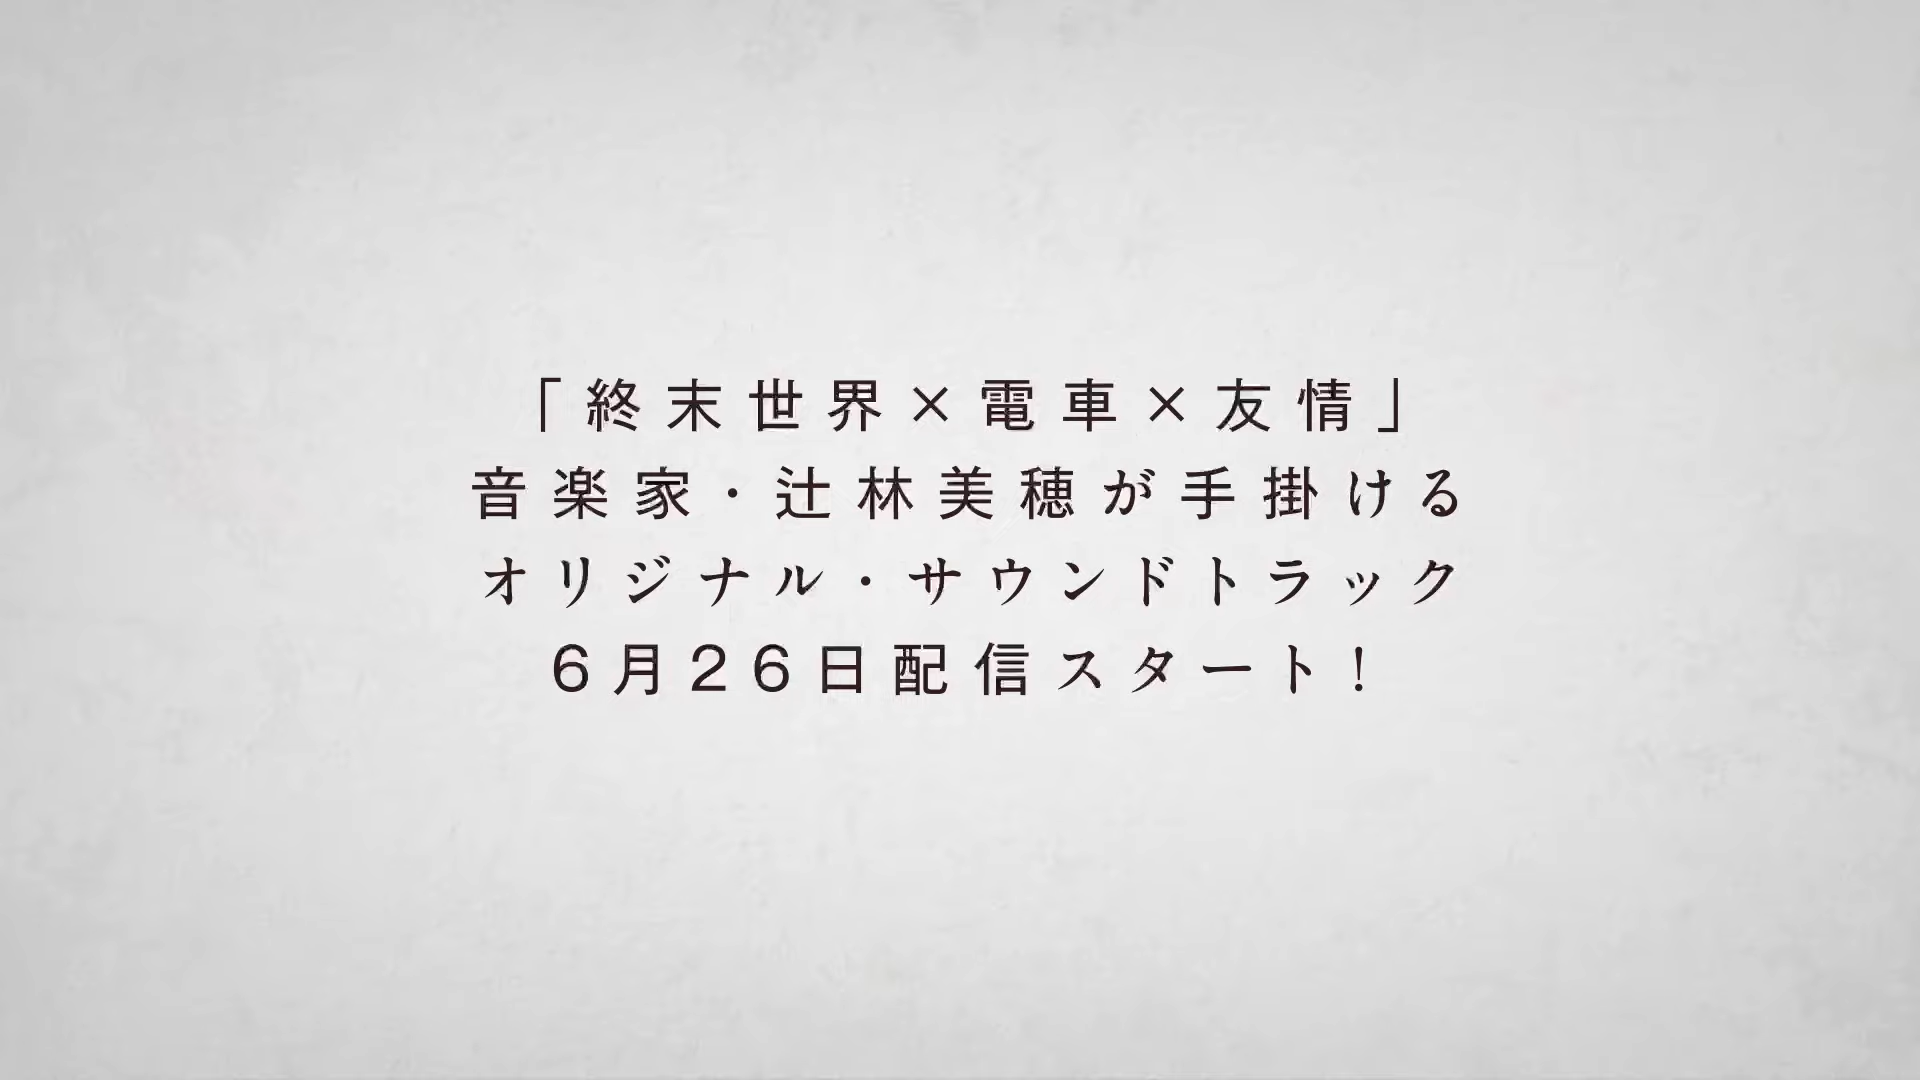 「終末世界×電車×友情」
音楽家・辻林美穂が手掛ける
オリジナル・サウンドトラック
6月26日配信スタート！